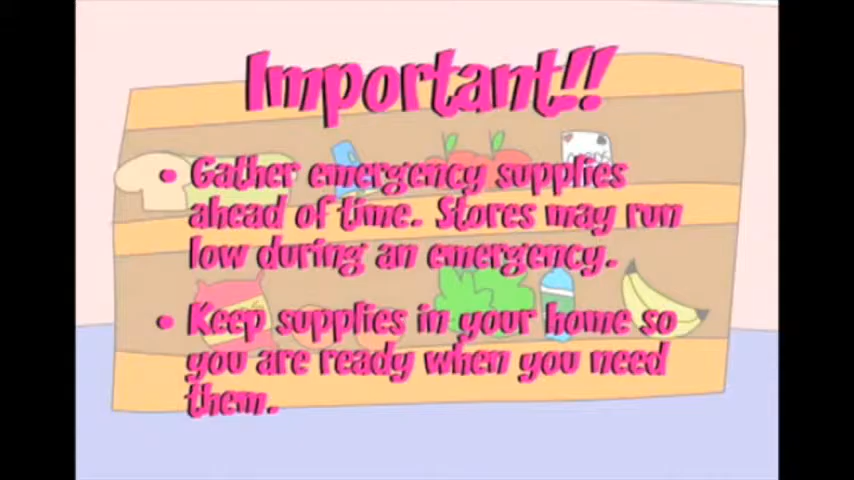 Important!!
• Gather emergency supplies
ahead of time. Stores may run
low during an emergency.
• Keep supplies in your home so
you are ready when you need
them.